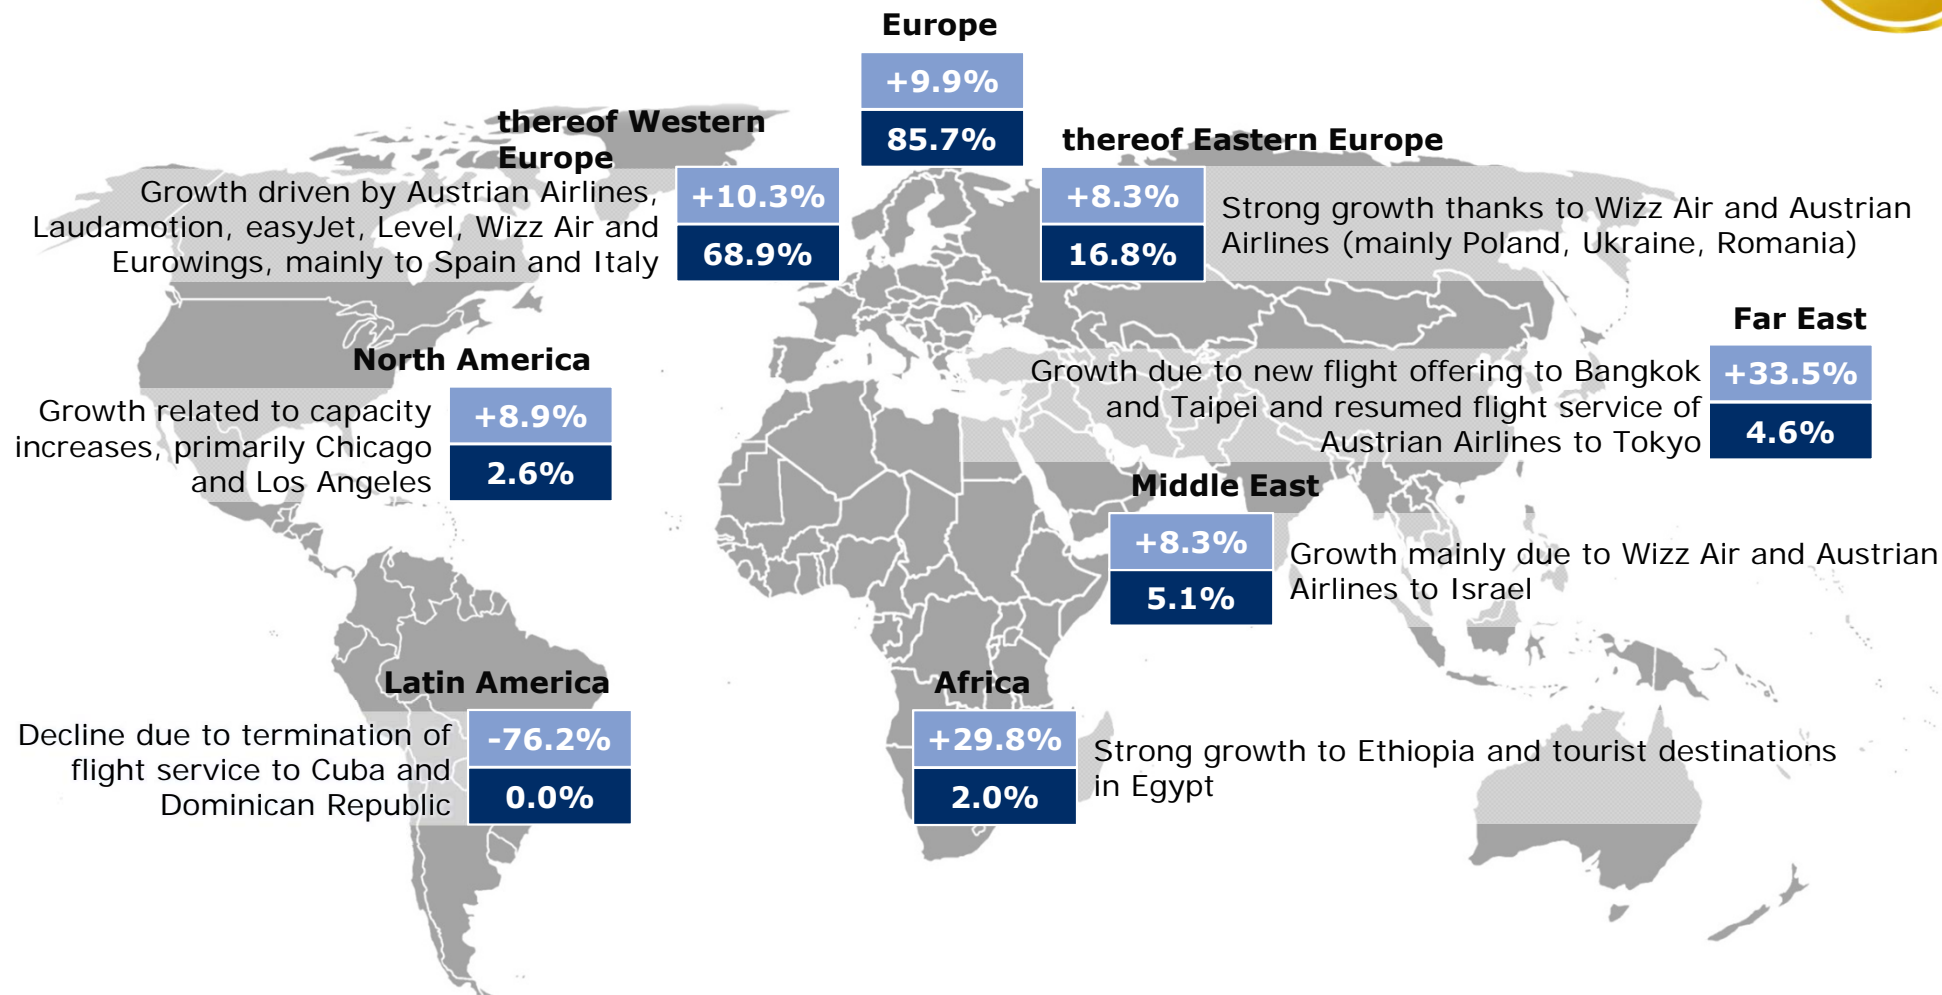 Europe
+9.9%
85.7%
thereof Western
Europe
Growth driven by Austrian Airlines,
Laudamotion, easyJet, Level, Wizz Air and
Eurowings, mainly to Spain and Italy
+10.3%
68.9%
thereof Eastern Europe
+8.3%
16.8%
Strong growth thanks to Wizz Air and Austrian
Airlines (mainly Poland, Ukraine, Romania)
Far East
Growth due to new flight offering to Bangkok
and Taipei and resumed flight service of
Austrian Airlines to Tokyo
+33.5%
4.6%
North America
Growth related to capacity
increases, primarily Chicago
and Los Angeles
+8.9%
2.6%
Middle East
+8.3%
5.1%
Growth mainly due to Wizz Air and Austrian
Airlines to Israel
Latin America
Decline due to termination of
flight service to Cuba and
Dominican Republic
-76.2%
0.0%
Africa
+29.8%
2.0%
Strong growth to Ethiopia and tourist destinations
in Egypt